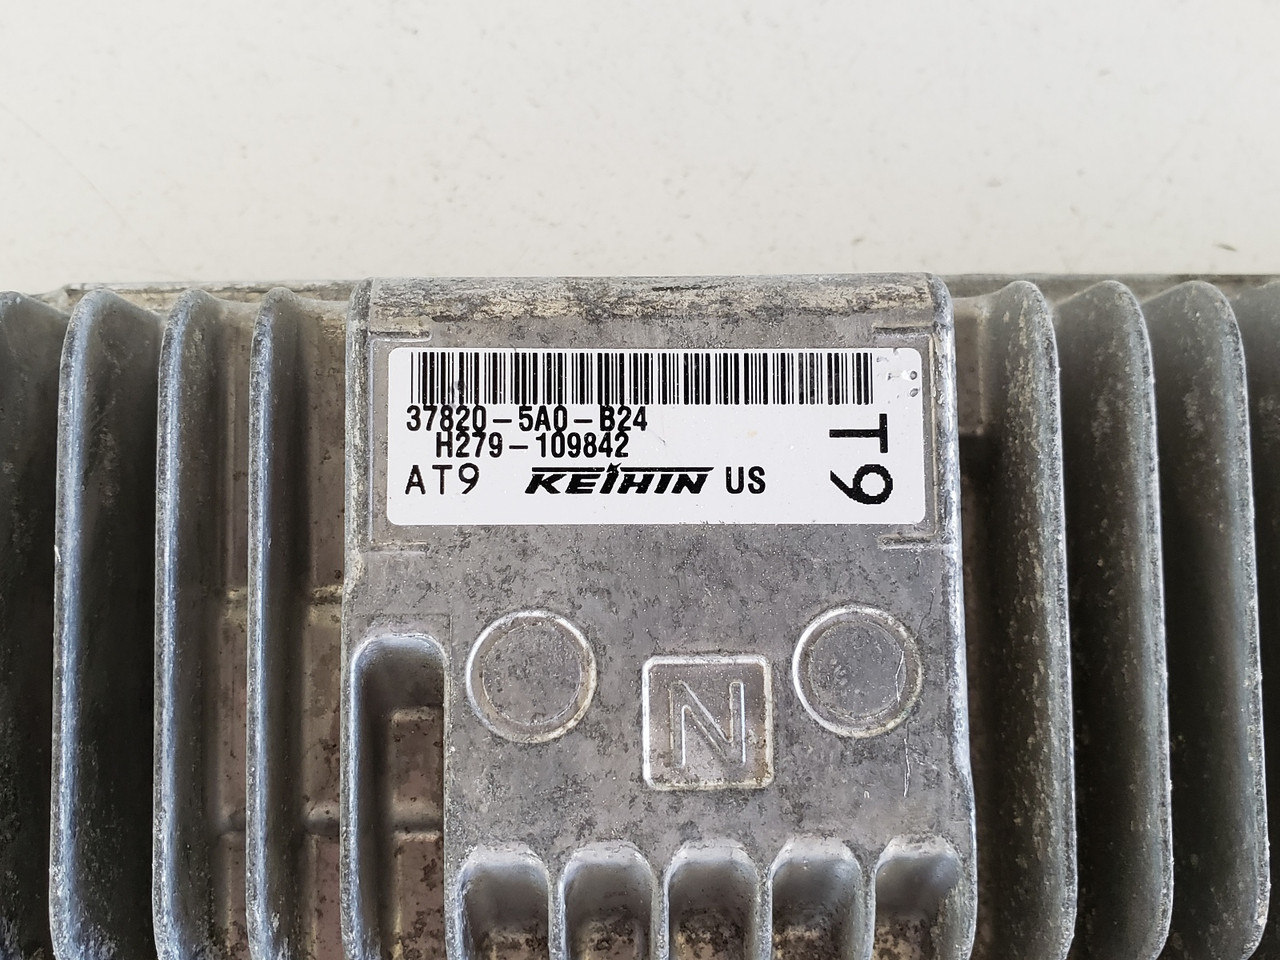 37820-5A0-B24
H279-109842
AT9 KEIHIN US
T9
N